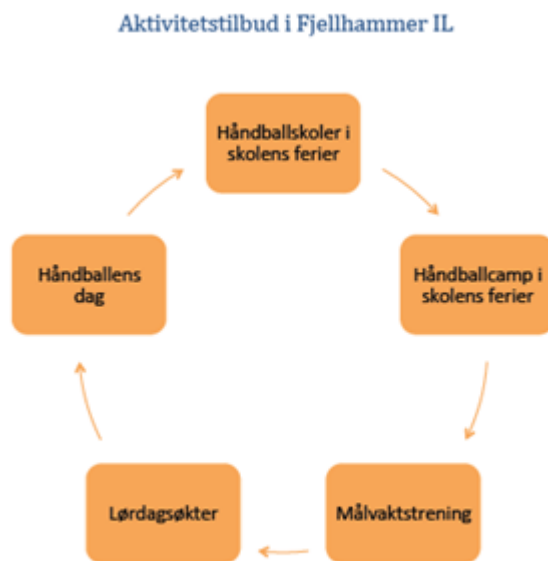 Aktivitetstilbud i Fjellhammer IL
Håndballskoler i
skolens ferier
Håndballcamp i
skolens ferier
Målvaktstrening
Lørdagsøkter
Håndballens
dag